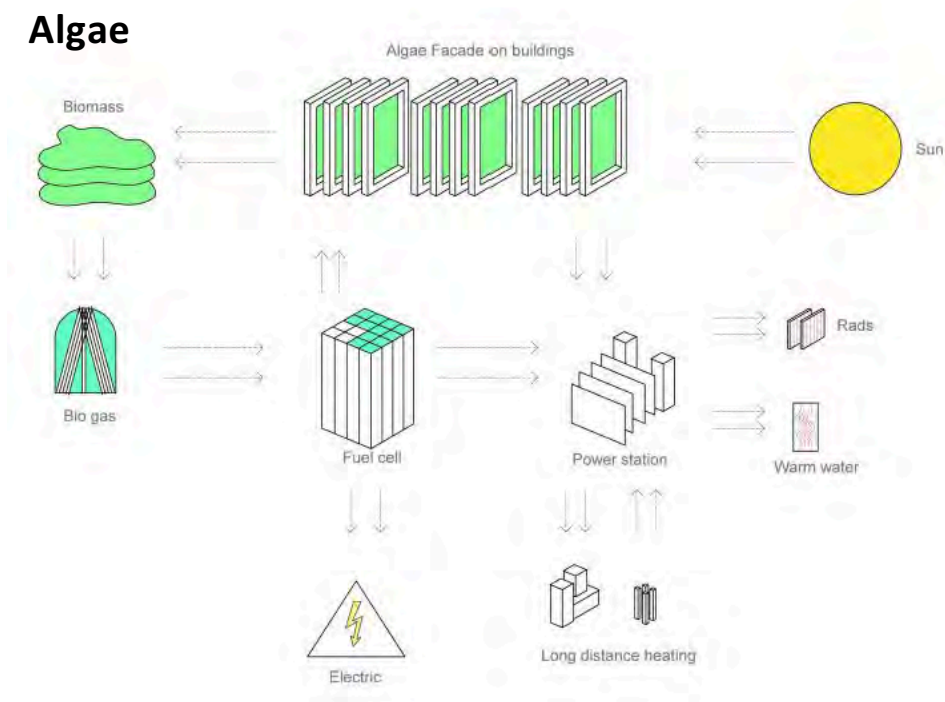 Algae
Algae Facade on buildings
Biomass
Sun
Rads
Bio gas
Fuel cell
Power station
Warm water
Long distance heating
Electric